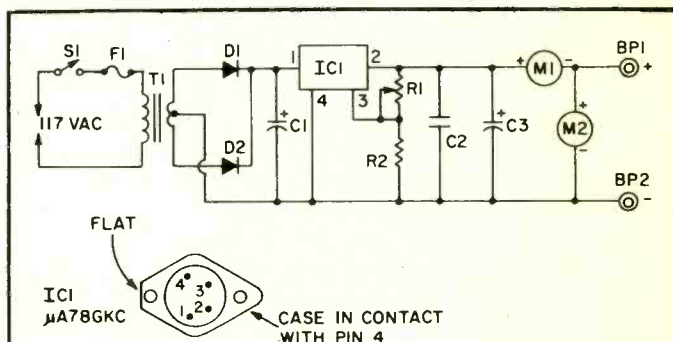 S1
F1
T1
117 VAC
D1
D2
1
IC1
2
4
3
R1
C1
R2
C2
C3
+
M1
-
BP1
+
+
M2
-
BP2
-
+
+
FLAT
IC1
μA78GKC
4
3
1
2
CASE IN CONTACT
WITH PIN 4